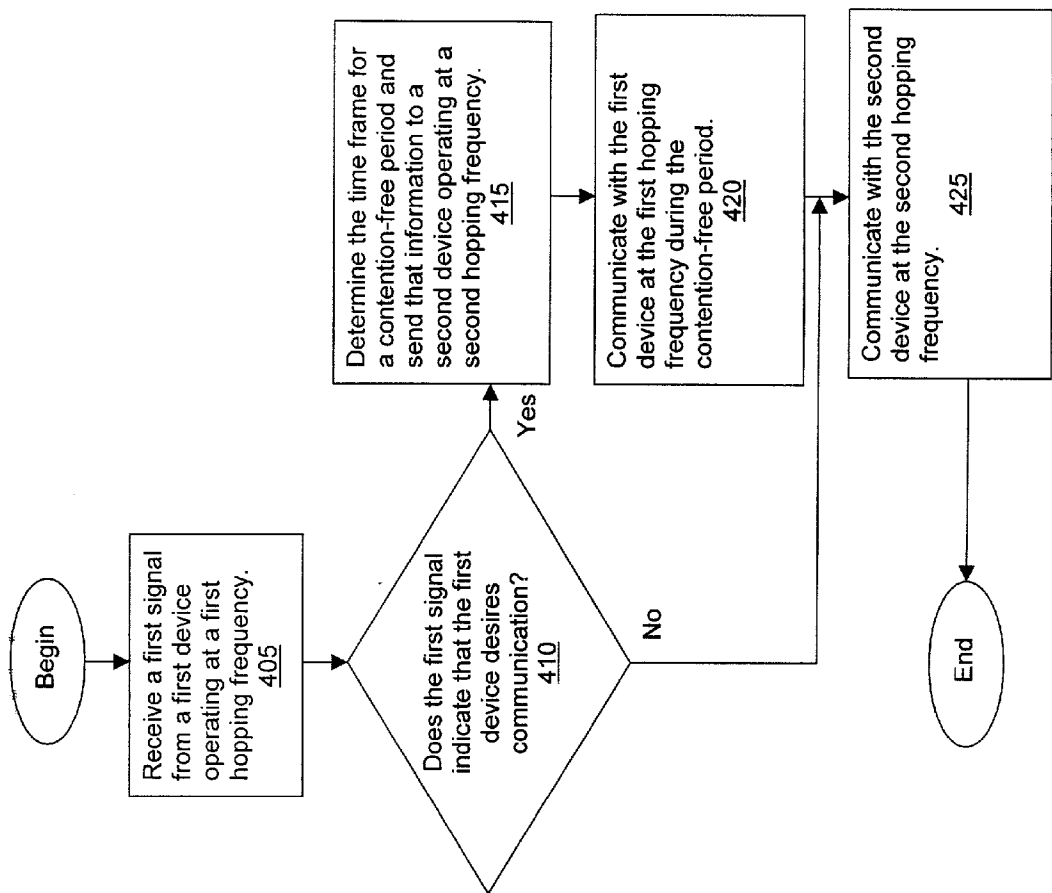 Begin
Receive a first signal
from a first device
operating at a first
hopping frequency.
405
Does the first signal
indicate that the first
device desires
communication?
410
Yes
No
Determine the time frame for
a contention-free period and
send that information to a
second device operating at a
second hopping frequency.
415
Communicate with the first
device at the first hopping
frequency during the
contention-free period.
420
Communicate with the second
device at the second hopping
frequency.
425
End